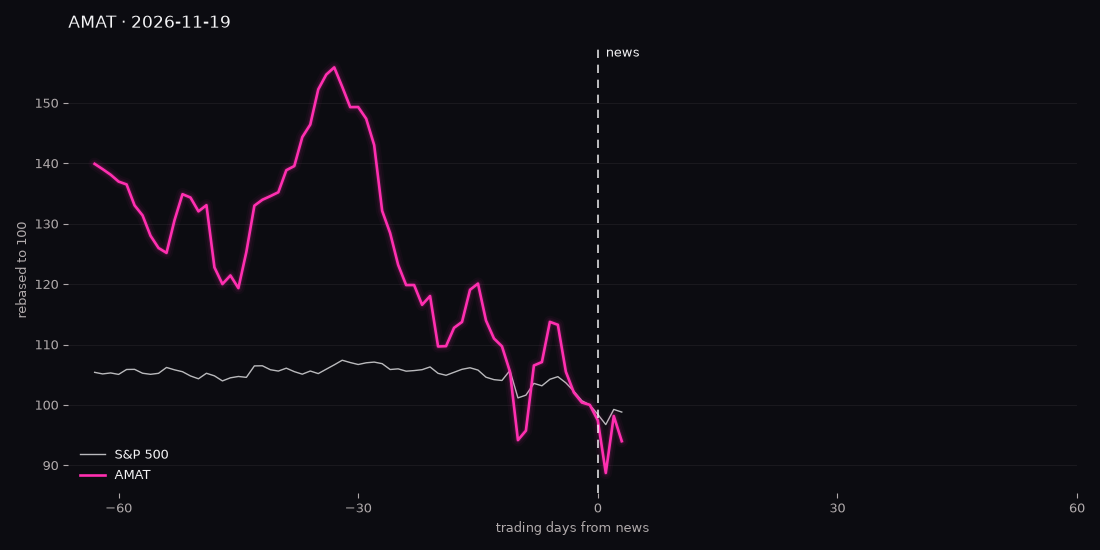 AMAT · 2026-11-19
news
150
140
130
120
110
100
90
rebased to 100
S&P 500
AMAT
−60
−30
0
30
60
trading days from news